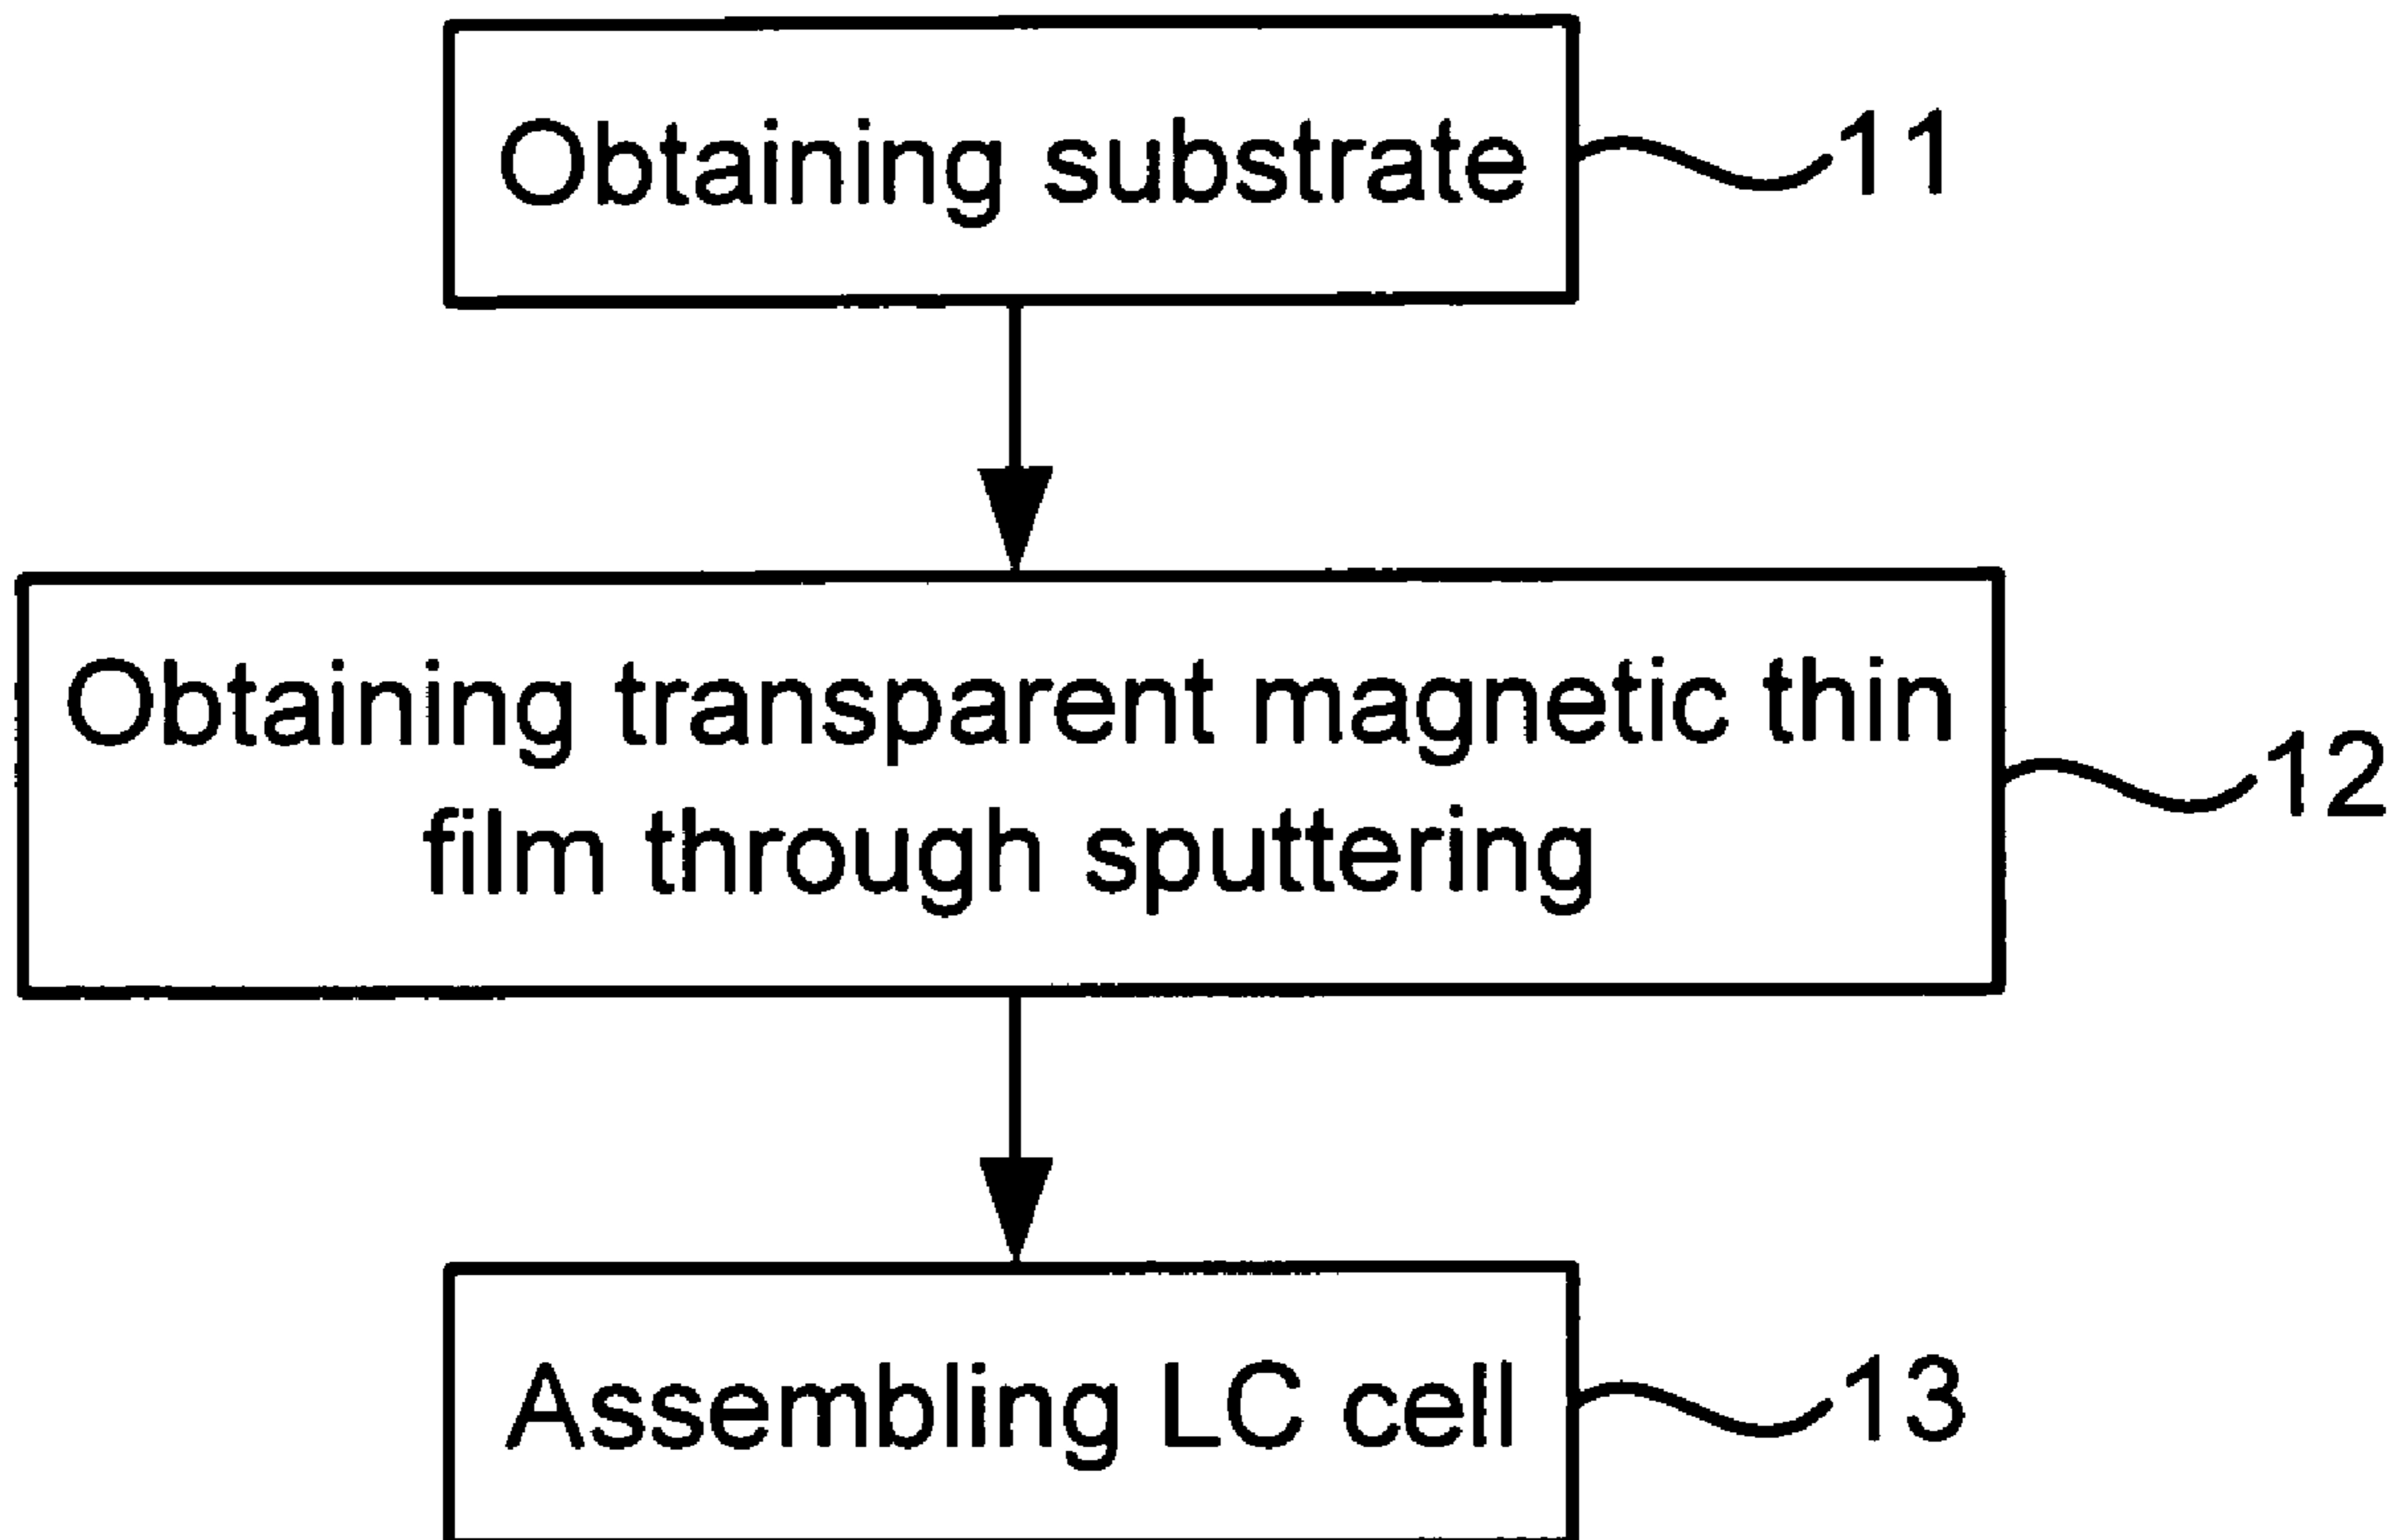 Obtaining substrate
11
Obtaining transparent magnetic thin
film through sputtering
12
Assembling LC cell
13